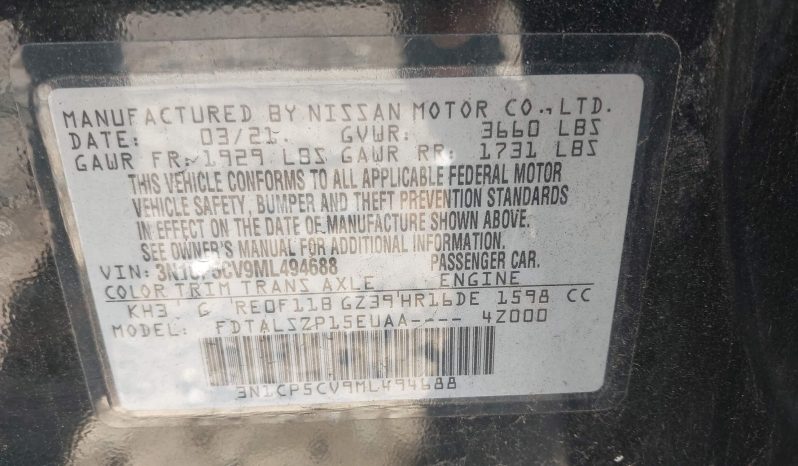 MANUFACTURED BY NISSAN MOTOR CO.,LTD.
DATE: 03/21 GVWR: 3660 LBS
GAWR FR: 1929 LBS GAWR RR: 1731 LBS
THIS VEHICLE CONFORMS TO ALL APPLICABLE FEDERAL MOTOR
VEHICLE SAFETY, BUMPER AND THEFT PREVENTION STANDARDS
IN EFFECT ON THE DATE OF MANUFACTURE SHOWN ABOVE.
SEE OWNER'S MANUAL FOR ADDITIONAL INFORMATION
VIN: 3N1CP5CV9ML494688 PASSENGER CAR.
COLOR TRIM TRANS AXLE ENGINE
KH3 G RE0F11B GZ39 HR16DE 1598 CC
MODEL: FDTALSZP15EUAA---- 4Z000
3N1CP5CV9ML494688